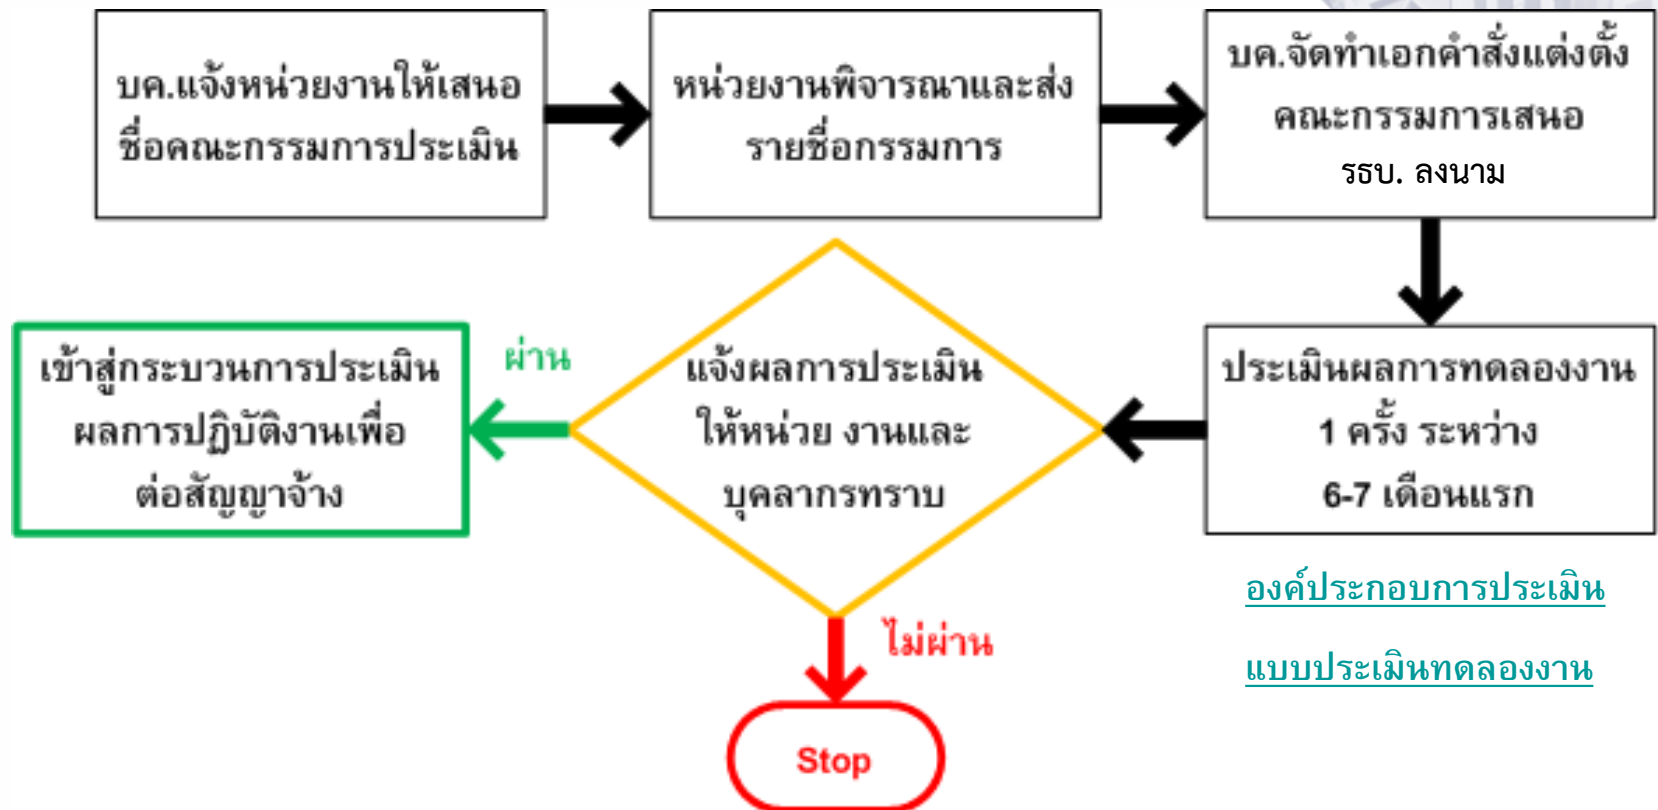 บค.แจ้งหน่วยงานให้เสนอ
ชื่อคณะกรรมการประเมิน
หน่วยงานพิจารณาและส่ง
รายชื่อกรรมการ
บค.จัดทำเอกคำสั่งแต่งตั้ง
คณะกรรมการเสนอ
รธบ. ลงนาม
ประเมินผลการทดลองงาน
1 ครั้ง ระหว่าง
6-7 เดือนแรก
องค์ประกอบการประเมิน
แบบประเมินทดลองงาน
แจ้งผลการประเมิน
ให้หน่วย งานและ
บุคลากรทราบ
ผ่าน
เข้าสู่กระบวนการประเมิน
ผลการปฏิบัติงานเพื่อ
ต่อสัญญาจ้าง
ไม่ผ่าน
Stop